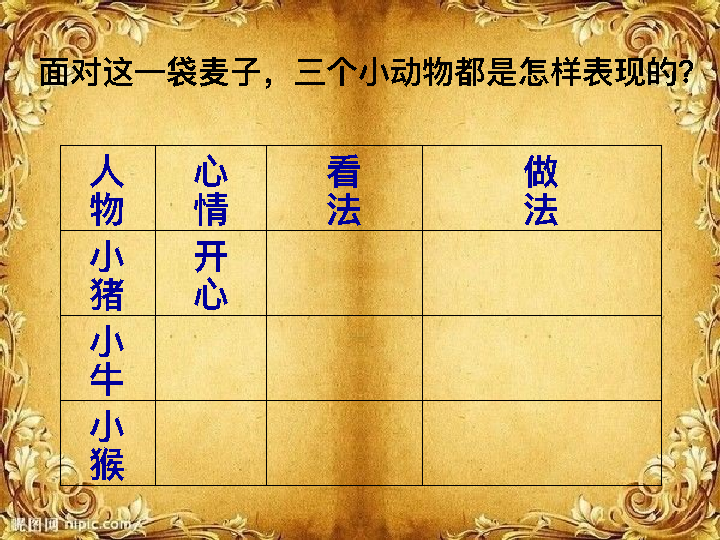 面对这一袋麦子，三个小动物都是怎样表现的？
人物 心情 看法 做法
小猪 开心
小牛
小猴
昵图网 nipic.com